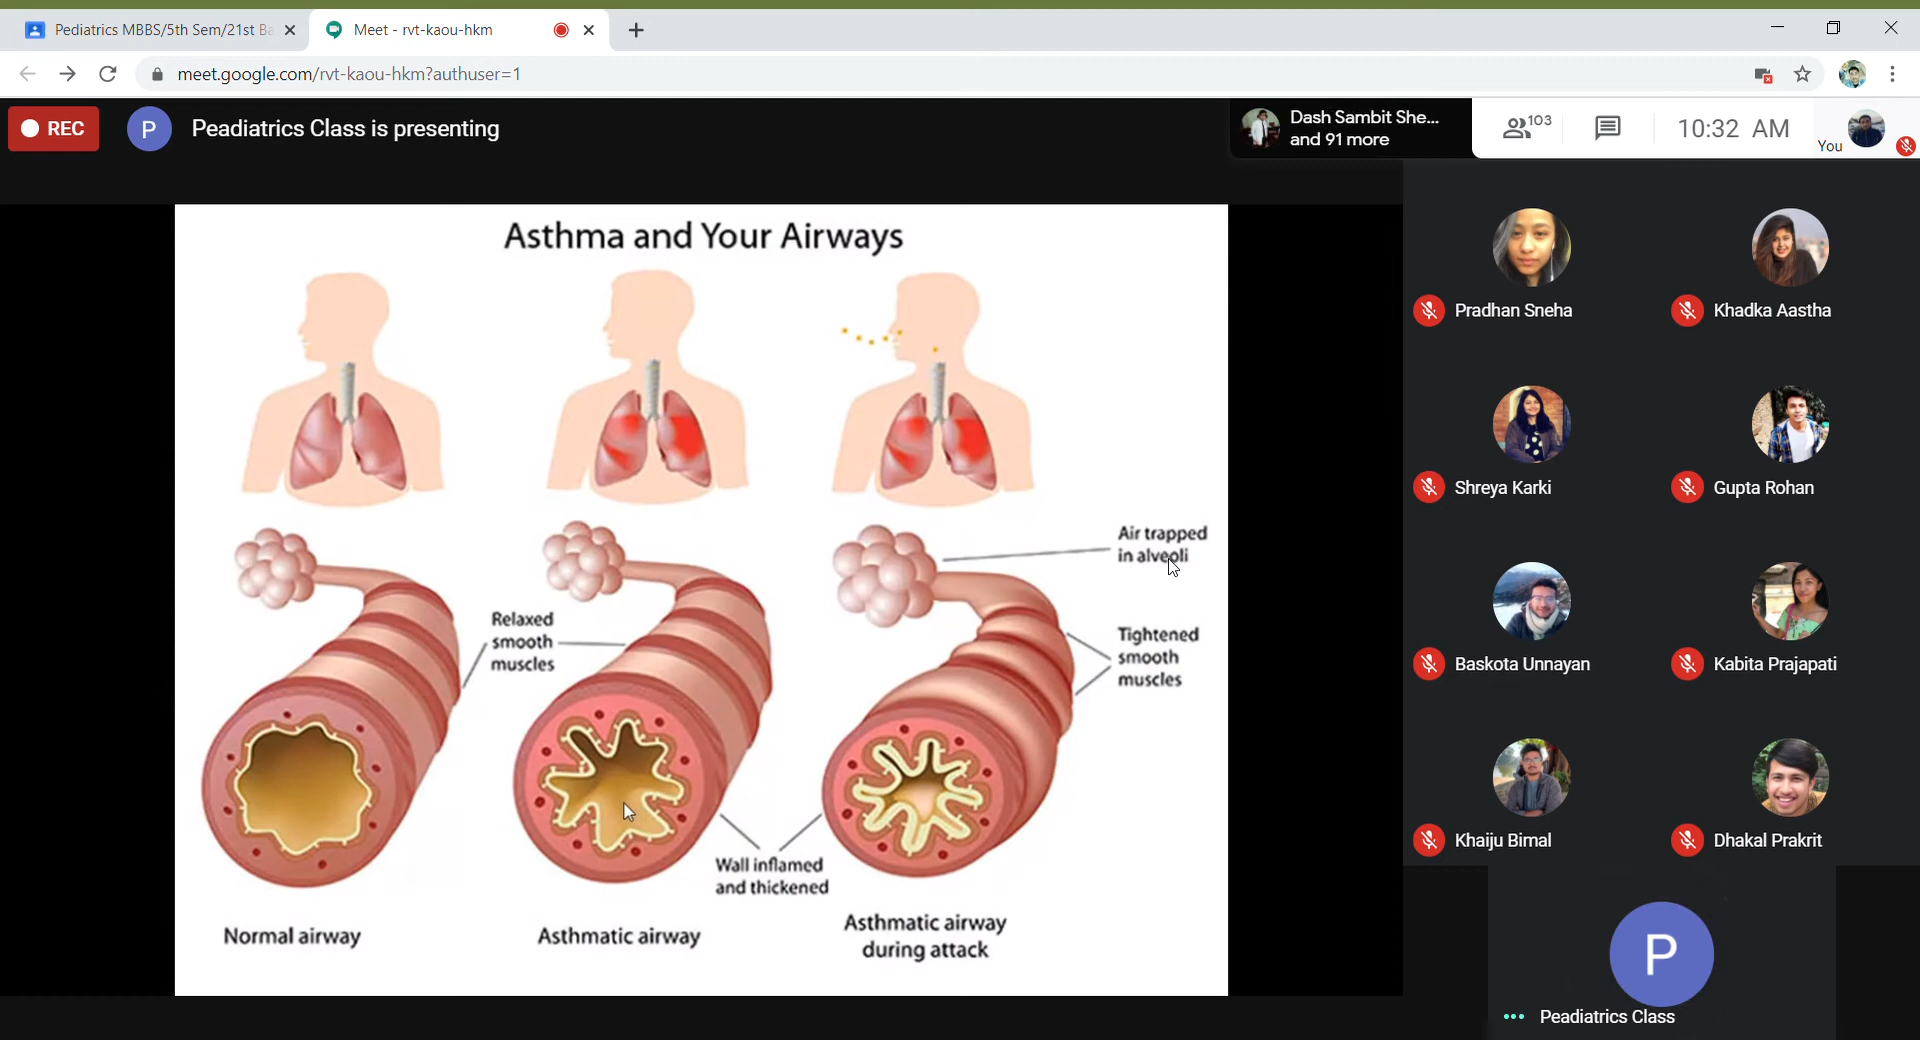 Pediatrics MBBS/5th Sem/21st Ba
Meet - rvt-kaou-hkm
meet.google.com/rvt-kaou-hkm?authuser=1
REC
P
Peadiatrics Class is presenting
Dash Sambit She...
and 91 more
103
10:32 AM
You
Asthma and Your Airways
Air trapped
in alveoli
Relaxed
smooth
muscles
Tightened
smooth
muscles
Wall inflamed
and thickened
Normal airway
Asthmatic airway
Asthmatic airway
during attack
Pradhan Sneha
Khadka Aastha
Shreya Karki
Gupta Rohan
Baskota Unnayan
Kabita Prajapati
Khaiju Bimal
Dhakal Prakrit
P
Peadiatrics Class